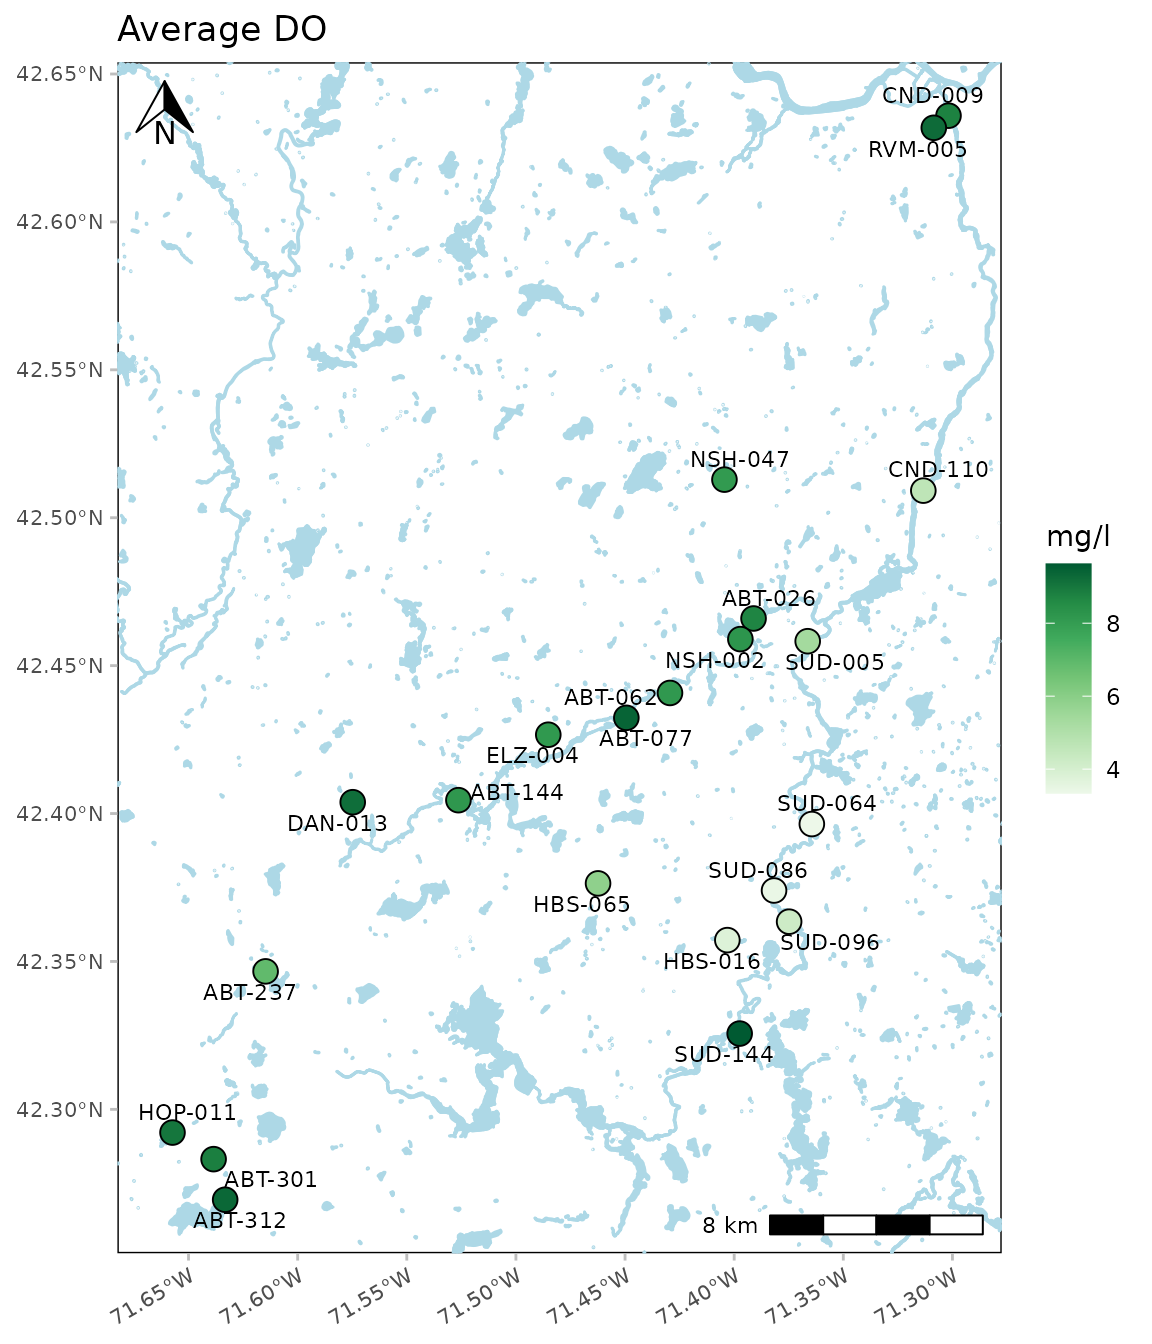 Average DO
42.65°N
42.60°N
42.55°N
42.50°N
42.45°N
42.40°N
42.35°N
42.30°N
N
CND-009
RVM-005
NSH-047
CND-110
ABT-026
NSH-002
SUD-005
ABT-062
ABT-077
ELZ-004
ABT-144
DAN-013
SUD-064
SUD-086
HBS-065
SUD-096
HBS-016
ABT-237
SUD-144
HOP-011
ABT-301
ABT-312
8 km
71.65°W
71.60°W
71.55°W
71.50°W
71.45°W
71.40°W
71.35°W
71.30°W
mg/l
8
6
4